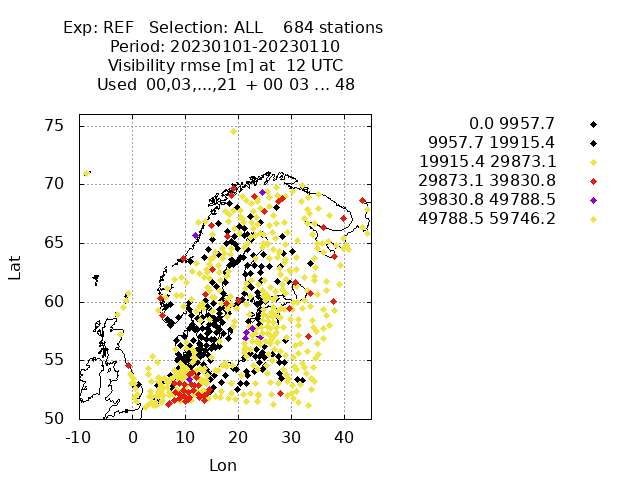 Exp: REF Selection: ALL 684 stations
Period: 20230101-20230110
Visibility rmse [m] at 12 UTC
Used 00,03,...,21 + 00 03 ... 48
0.0 9957.7
9957.7 19915.4
19915.4 29873.1
29873.1 39830.8
39830.8 49788.5
49788.5 59746.2
Lat
75
70
65
60
55
50
-10 0 10 20 30 40
Lon